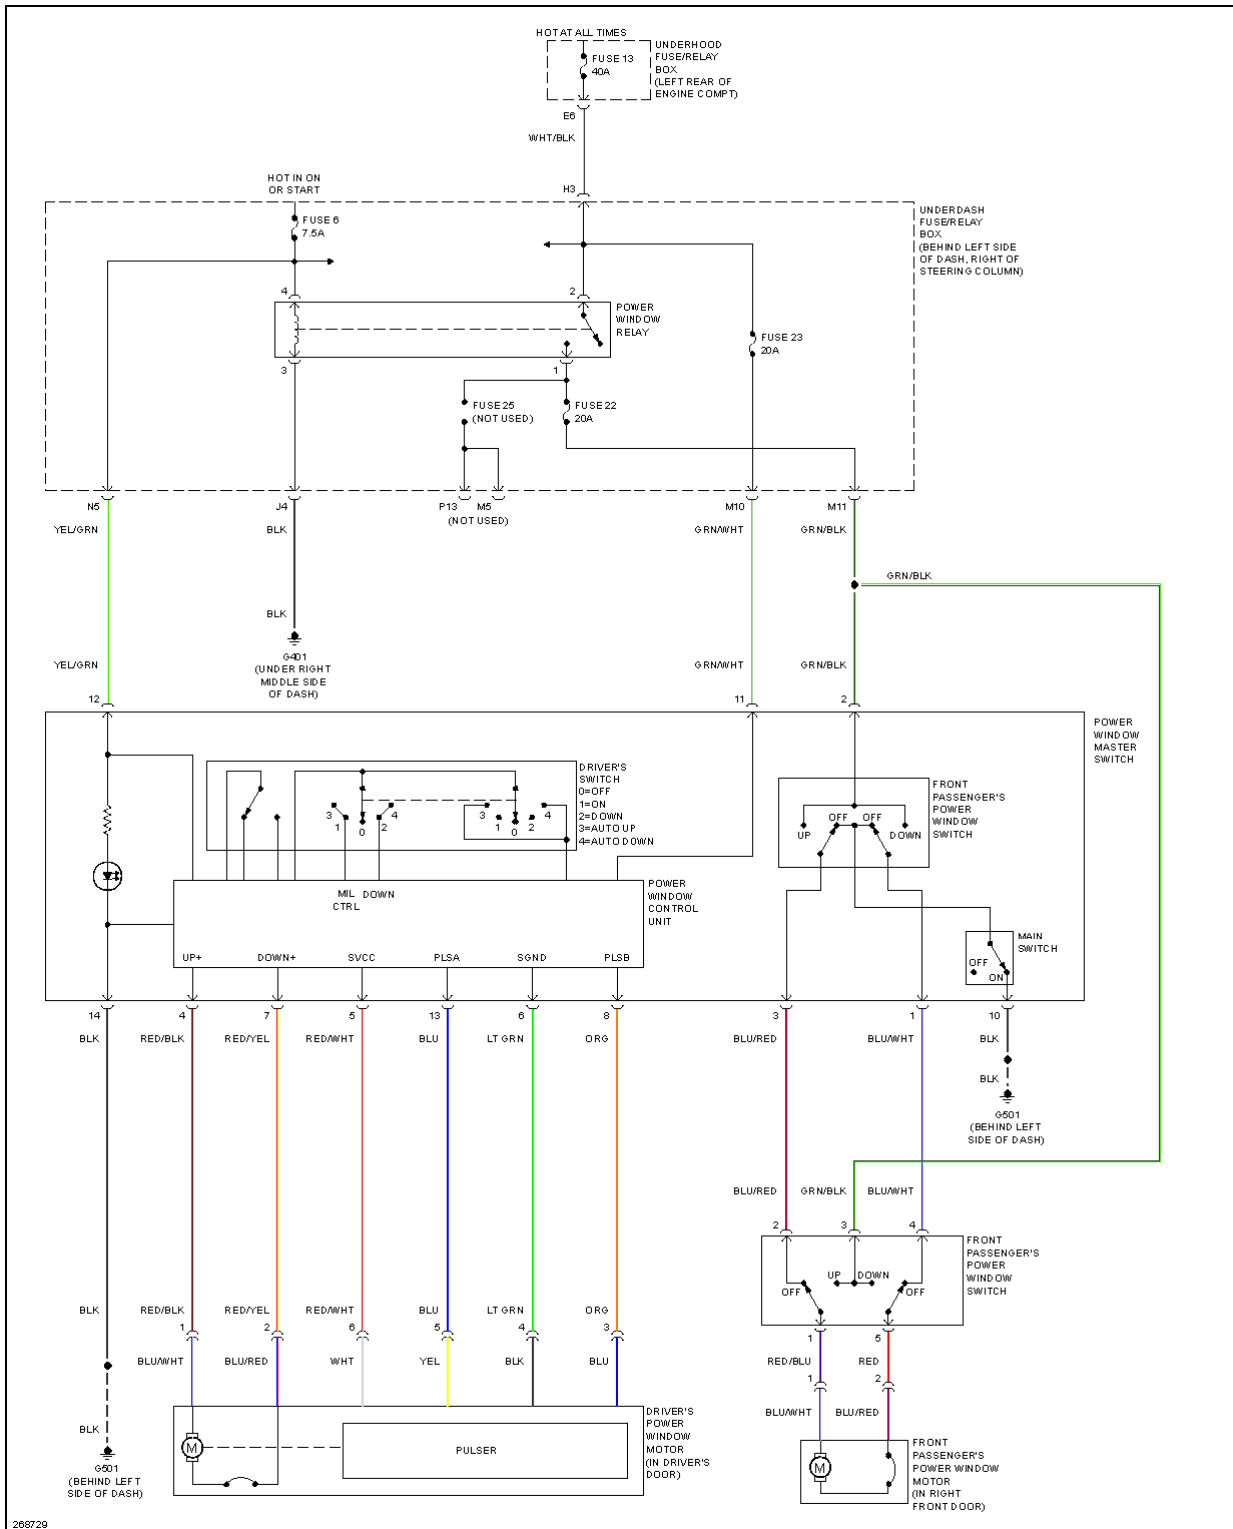 HOT AT ALL TIMES
FUSE 13
40A
UNDERHOOD
FUSE/RELAY
BOX
(LEFT REAR OF
ENGINE COMPT)
E6
WHT/BLK
HOT IN ON
OR START
H3
FUSE 6
7.5A
UNDERDASH
FUSE/RELAY
BOX
(BEHIND LEFT SIDE
OF DASH, RIGHT OF
STEERING COLUMN)
4
2
POWER
WINDOW
RELAY
FUSE 23
20A
3
1
FUSE 25
(NOT USED)
FUSE 22
20A
N5
J4
P13
M5
(NOT USED)
M10
M11
YEL/GRN
BLK
GRN/WHT
GRN/BLK
GRN/BLK
BLK
G401
(UNDER RIGHT
MIDDLE SIDE
OF DASH)
YEL/GRN
GRN/WHT
GRN/BLK
12
11
2
POWER
WINDOW
MASTER
SWITCH
DRIVER'S
SWITCH
0=OFF
1=ON
2=DOWN
3=AUTO UP
4=AUTO DOWN
3
1
0
2
4
3
1
0
2
4
FRONT
PASSENGER'S
POWER
WINDOW
SWITCH
UP
OFF
OFF
DOWN
MIL
CTRL
DOWN
POWER
WINDOW
CONTROL
UNIT
MAIN
SWITCH
OFF
ON
UP+
DOWN+
SVCC
PLSA
SGND
PLSB
14
4
7
5
13
6
8
3
1
10
BLK
RED/BLK
RED/YEL
RED/WHT
BLU
LT GRN
ORG
BLU/RED
BLU/WHT
BLK
BLK
G501
(BEHIND LEFT
SIDE OF DASH)
BLU/RED
GRN/BLK
BLU/WHT
2
3
4
FRONT
PASSENGER'S
POWER
WINDOW
SWITCH
OFF
UP
DOWN
OFF
BLK
RED/BLK
RED/YEL
RED/WHT
BLU
LT GRN
ORG
1
2
6
5
4
3
1
5
BLU/WHT
BLU/RED
WHT
YEL
BLK
BLU
RED/BLU
RED
1
2
BLU/WHT
BLU/RED
BLK
G501
(BEHIND LEFT
SIDE OF DASH)
M
PULSER
DRIVER'S
POWER
WINDOW
MOTOR
(IN DRIVER'S
DOOR)
M
FRONT
PASSENGER'S
POWER WINDOW
MOTOR
(IN RIGHT
FRONT DOOR)
268729